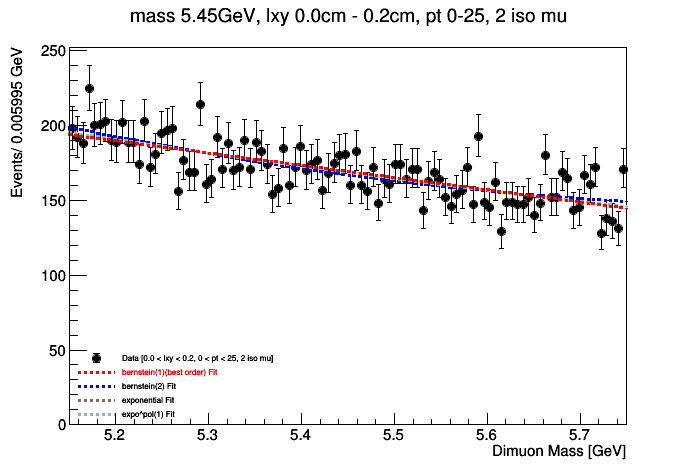 mass 5.45GeV, lxy 0.0cm - 0.2cm, pt 0-25, 2 iso mu
Events/ 0.005995 GeV
250
200
150
100
50
0
Data [0.0 < lxy < 0.2, 0 < pt < 25, 2 iso mu]
bernstein(1)(best order) Fit
bernstein(2) Fit
exponential Fit
expo*pol(1) Fit
5.2 5.3 5.4 5.5 5.6 5.7
Dimuon Mass [GeV]